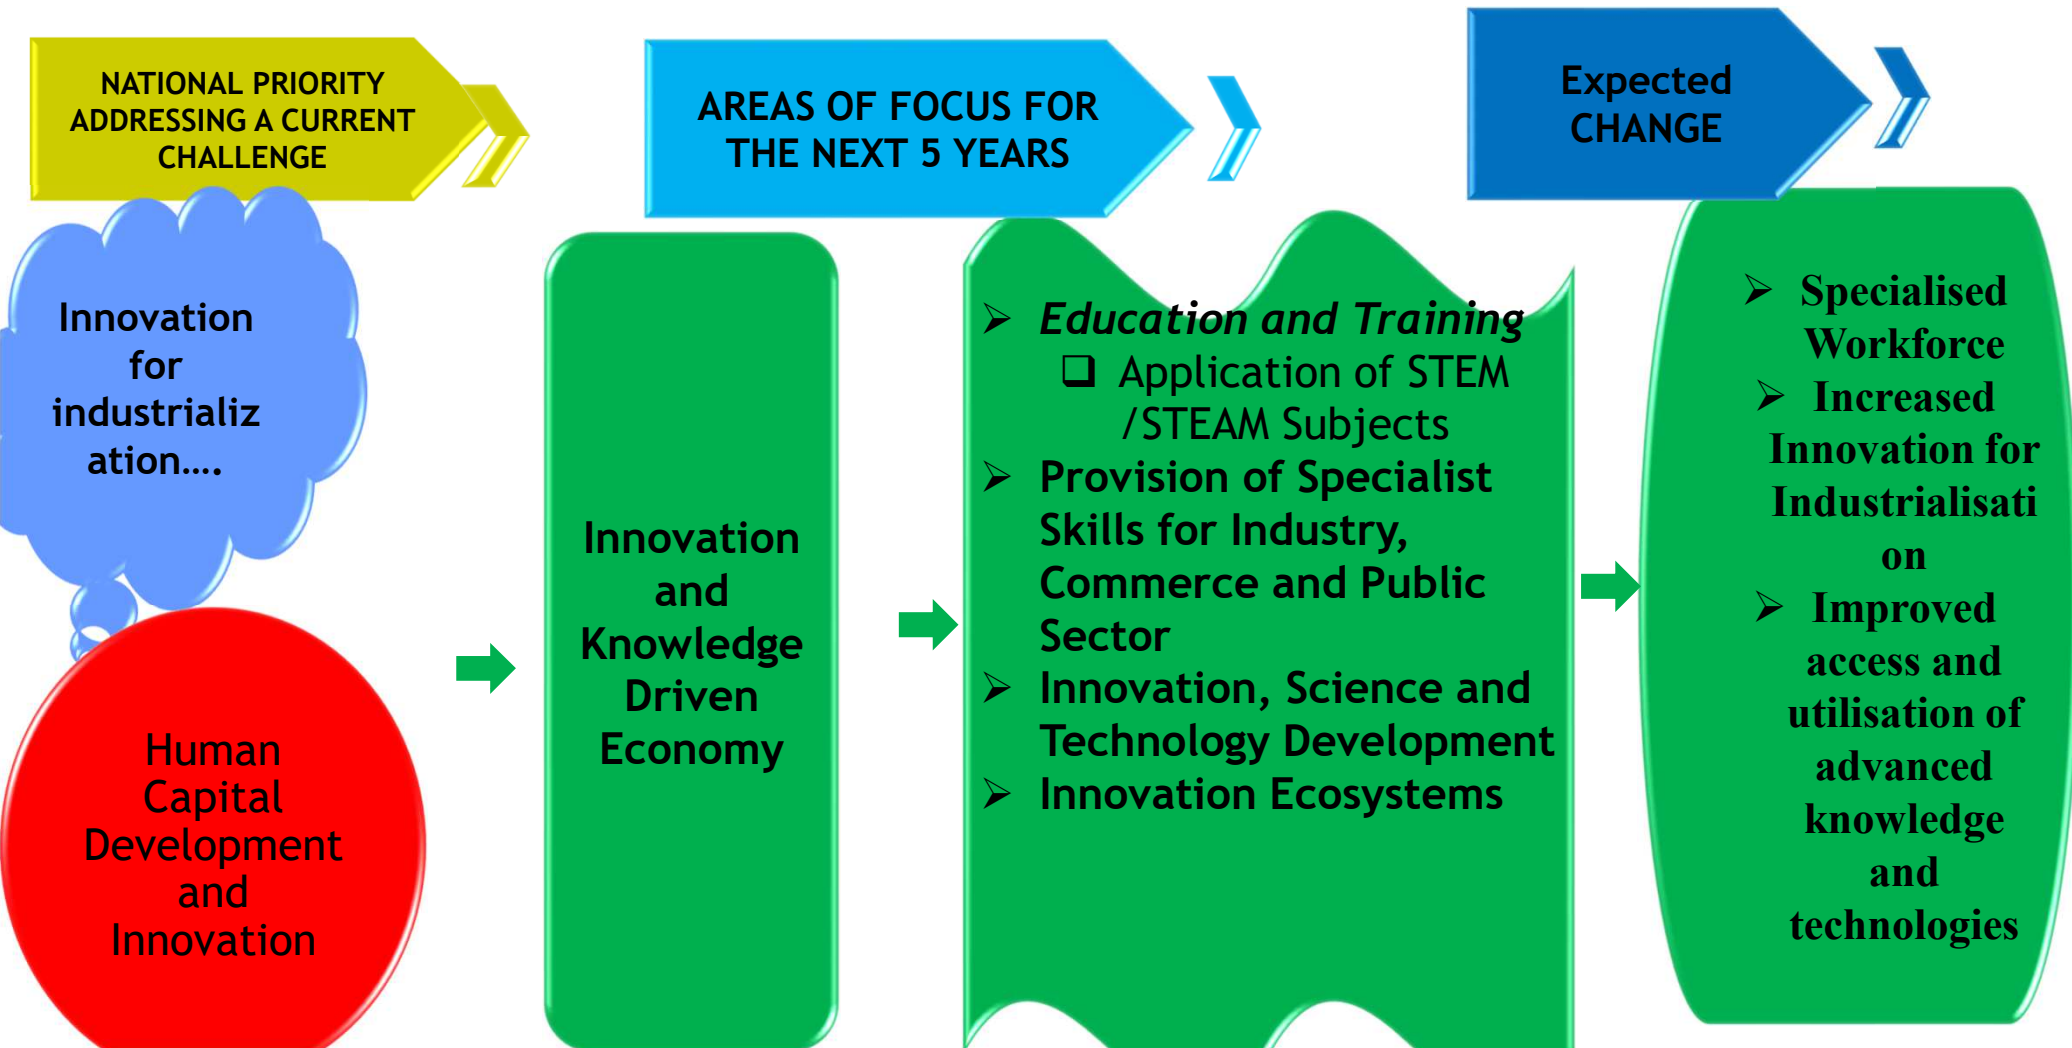 NATIONAL PRIORITY
ADDRESSING A CURRENT
CHALLENGE
AREAS OF FOCUS FOR
THE NEXT 5 YEARS
Expected
CHANGE
Innovation
for
industrializ
ation....
Human
Capital
Development
and
Innovation
Innovation
and
Knowledge
Driven
Economy
➢ Education and Training
❑ Application of STEM
/STEAM Subjects
➢ Provision of Specialist
Skills for Industry,
Commerce and Public
Sector
➢ Innovation, Science and
Technology Development
➢ Innovation Ecosystems
➢ Specialised
Workforce
➢ Increased
Innovation for
Industrialisati
on
➢ Improved
access and
utilisation of
advanced
knowledge
and
technologies